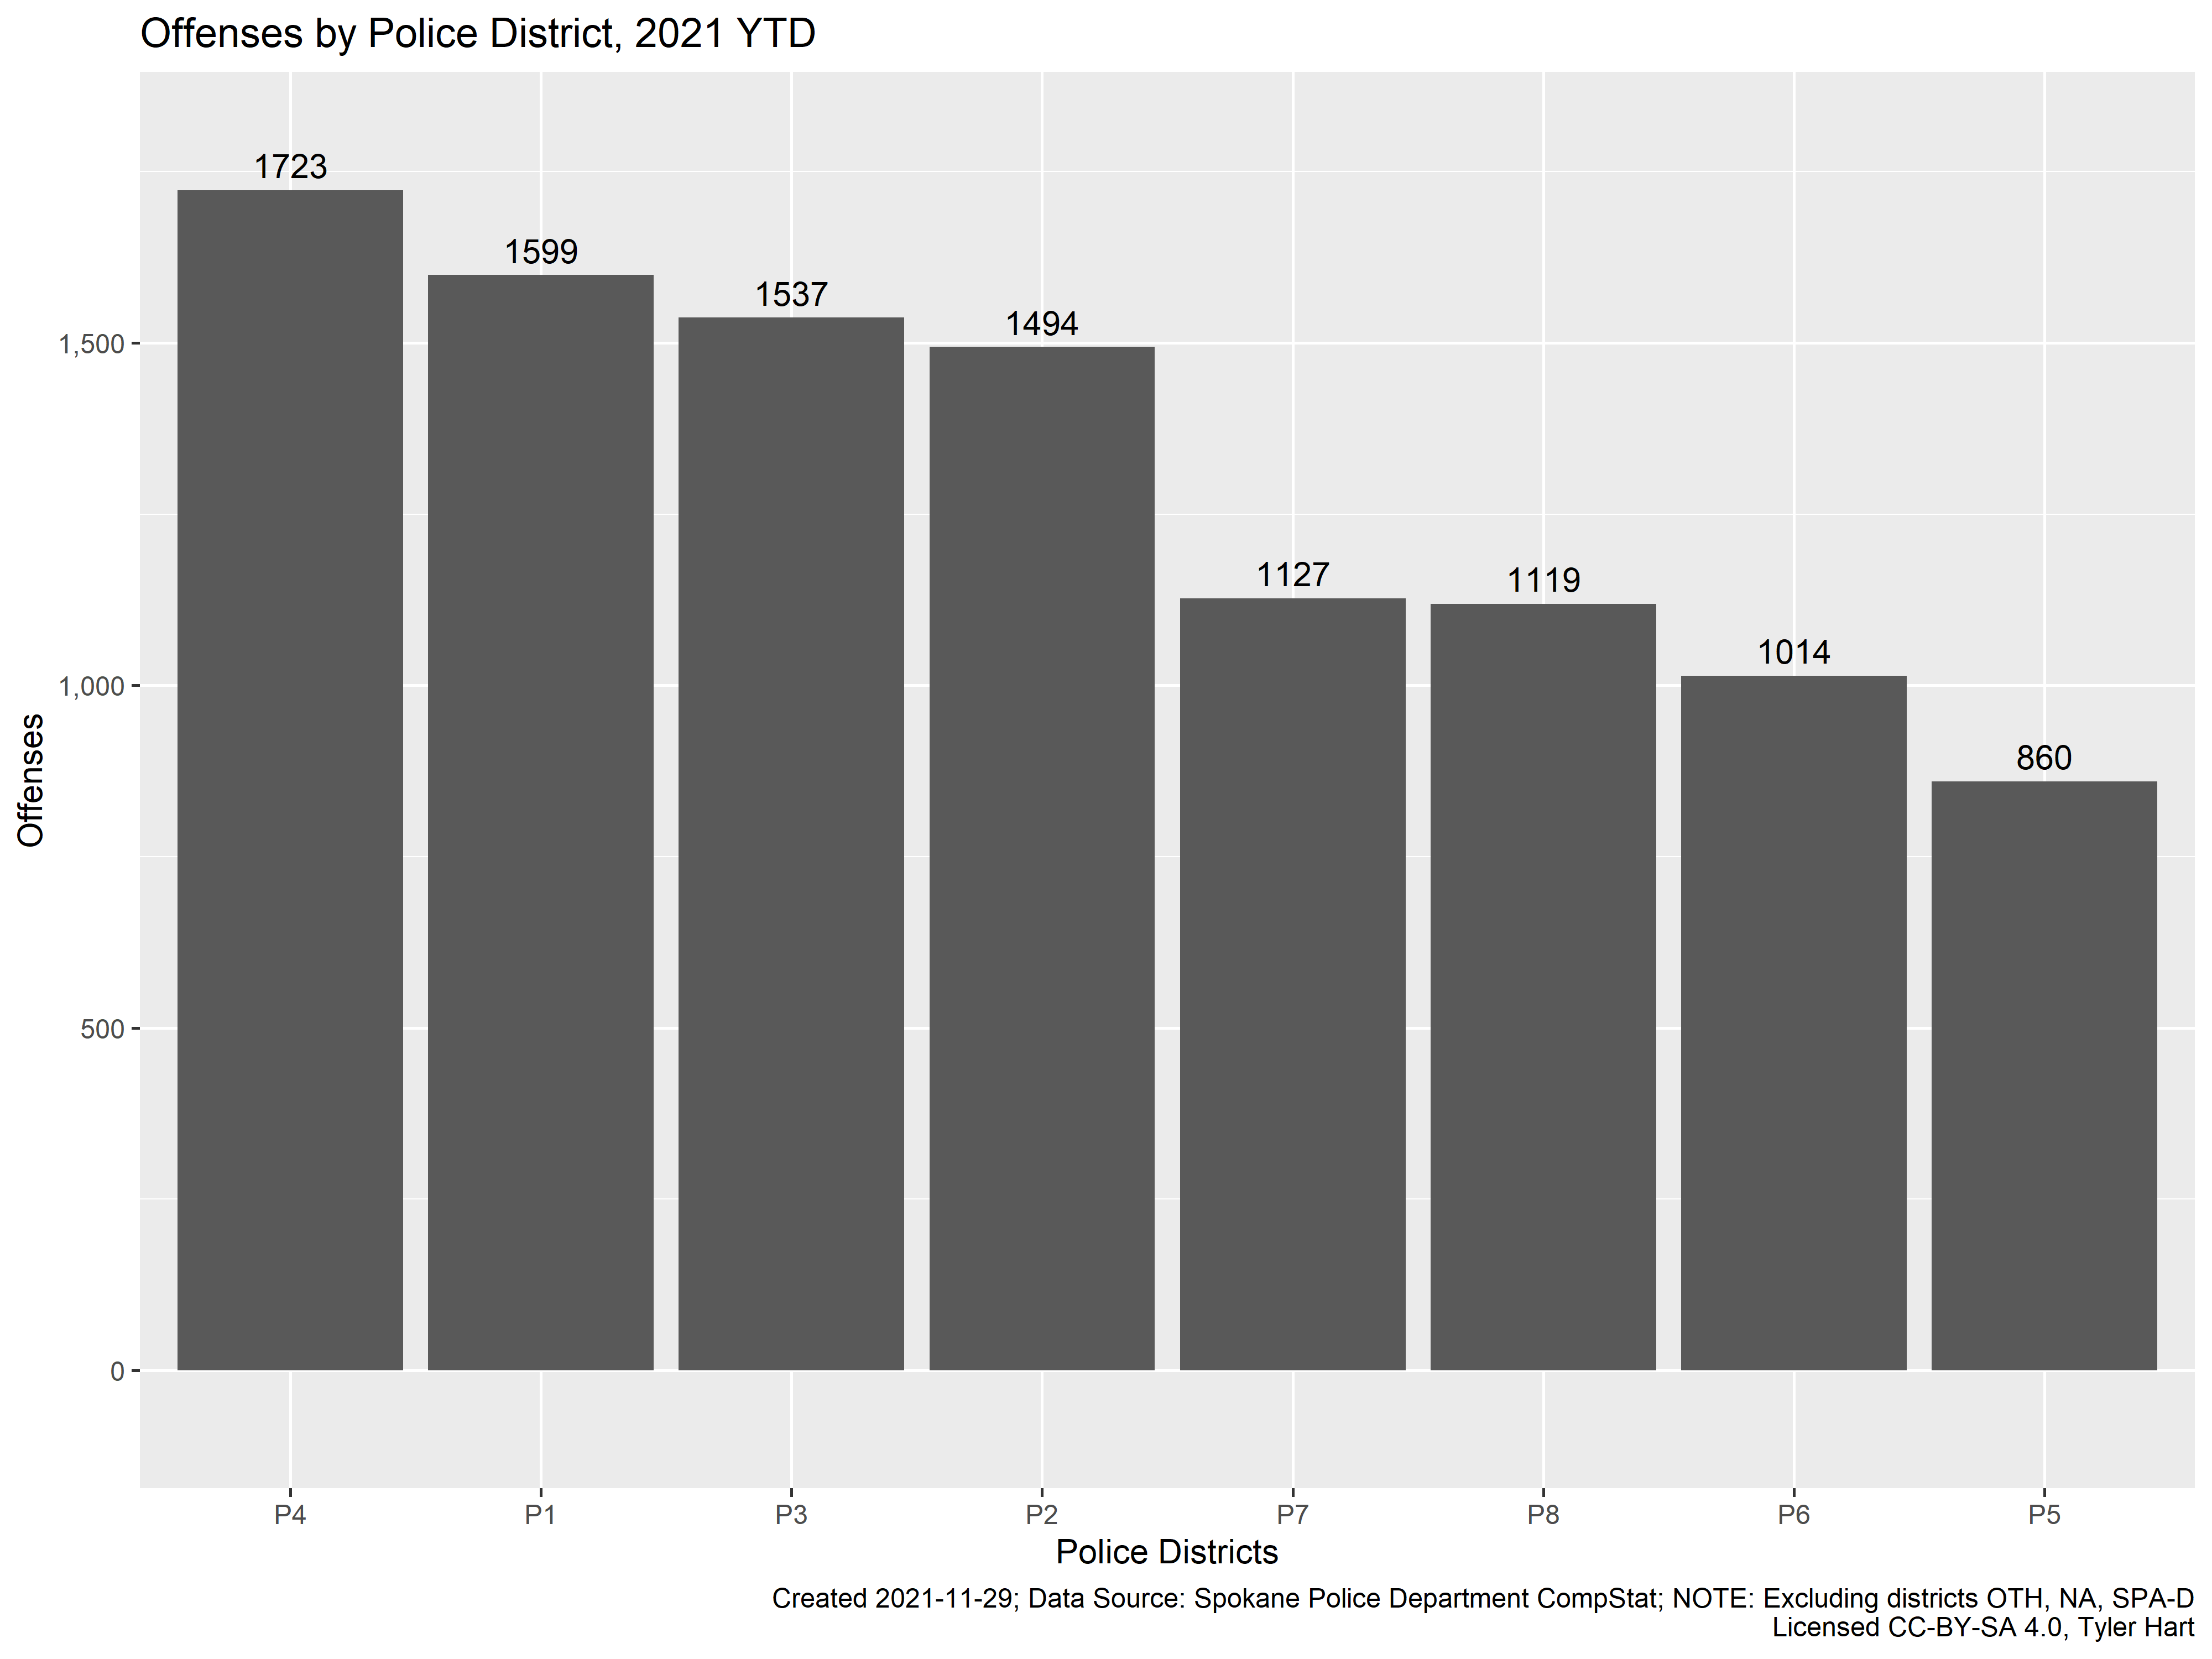 Offenses by Police District, 2021 YTD
1723
1599
1537
1494
1127
1119
1014
860
1,500
1,000
500
0
Offenses
P4 P1 P3 P2 P7 P8 P6 P5
Police Districts
Created 2021-11-29; Data Source: Spokane Police Department CompStat; NOTE: Excluding districts OTH, NA, SPA-D
Licensed CC-BY-SA 4.0, Tyler Hart